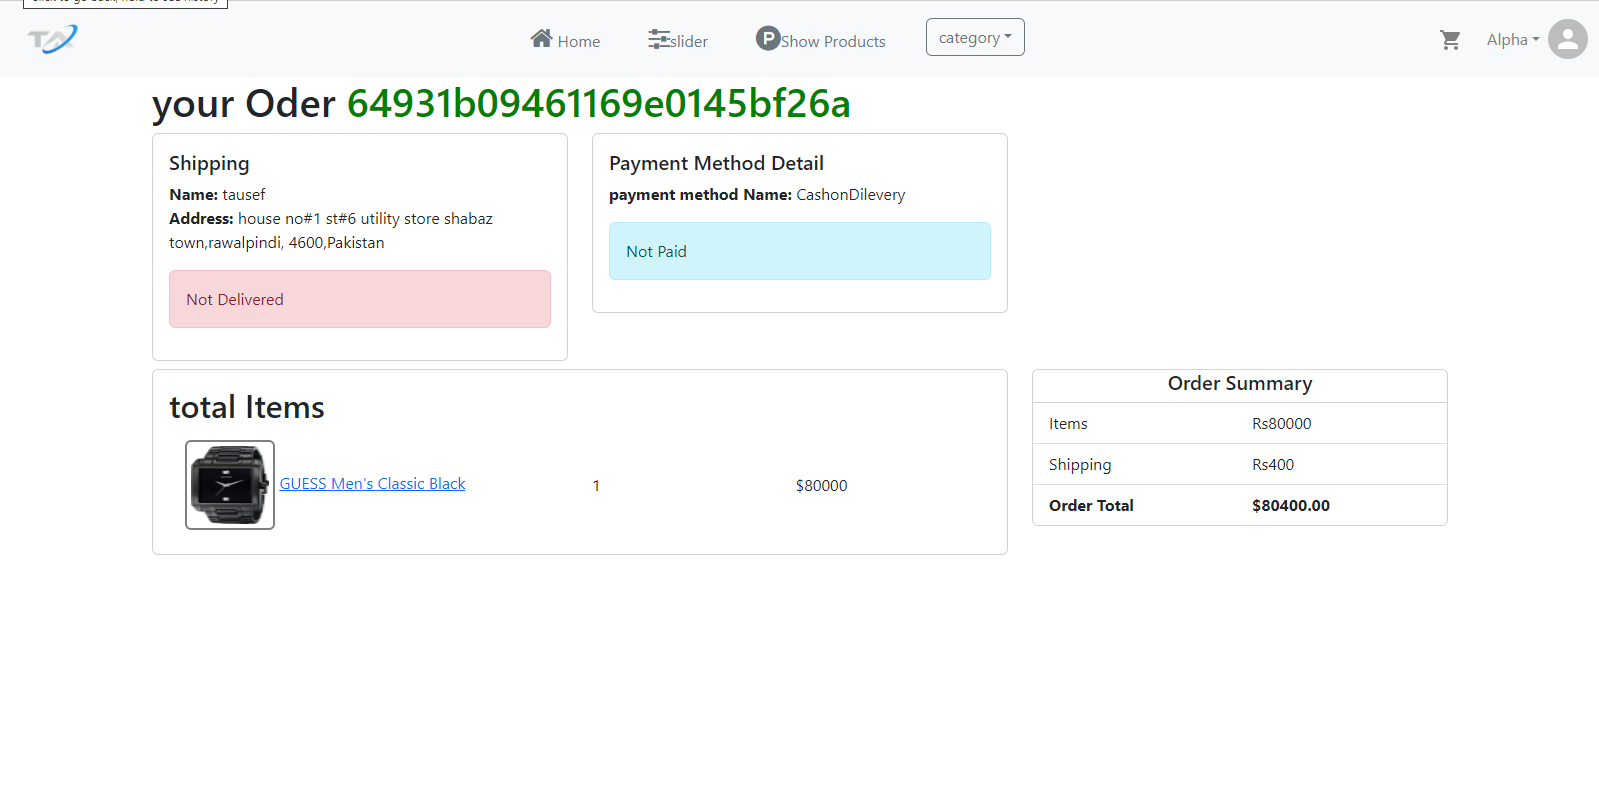 TA
Home
slider
P Show Products
category
Alpha
your Oder 64931b09461169e0145bf26a
Shipping
Name: tausef
Address: house no#1 st#6 utility store shabaz
town,rawalpindi, 4600,Pakistan
Not Delivered
Payment Method Detail
payment method Name: CashonDilevery
Not Paid
total Items
GUESS Men's Classic Black 1 $80000
Order Summary
Items Rs80000
Shipping Rs400
Order Total $80400.00